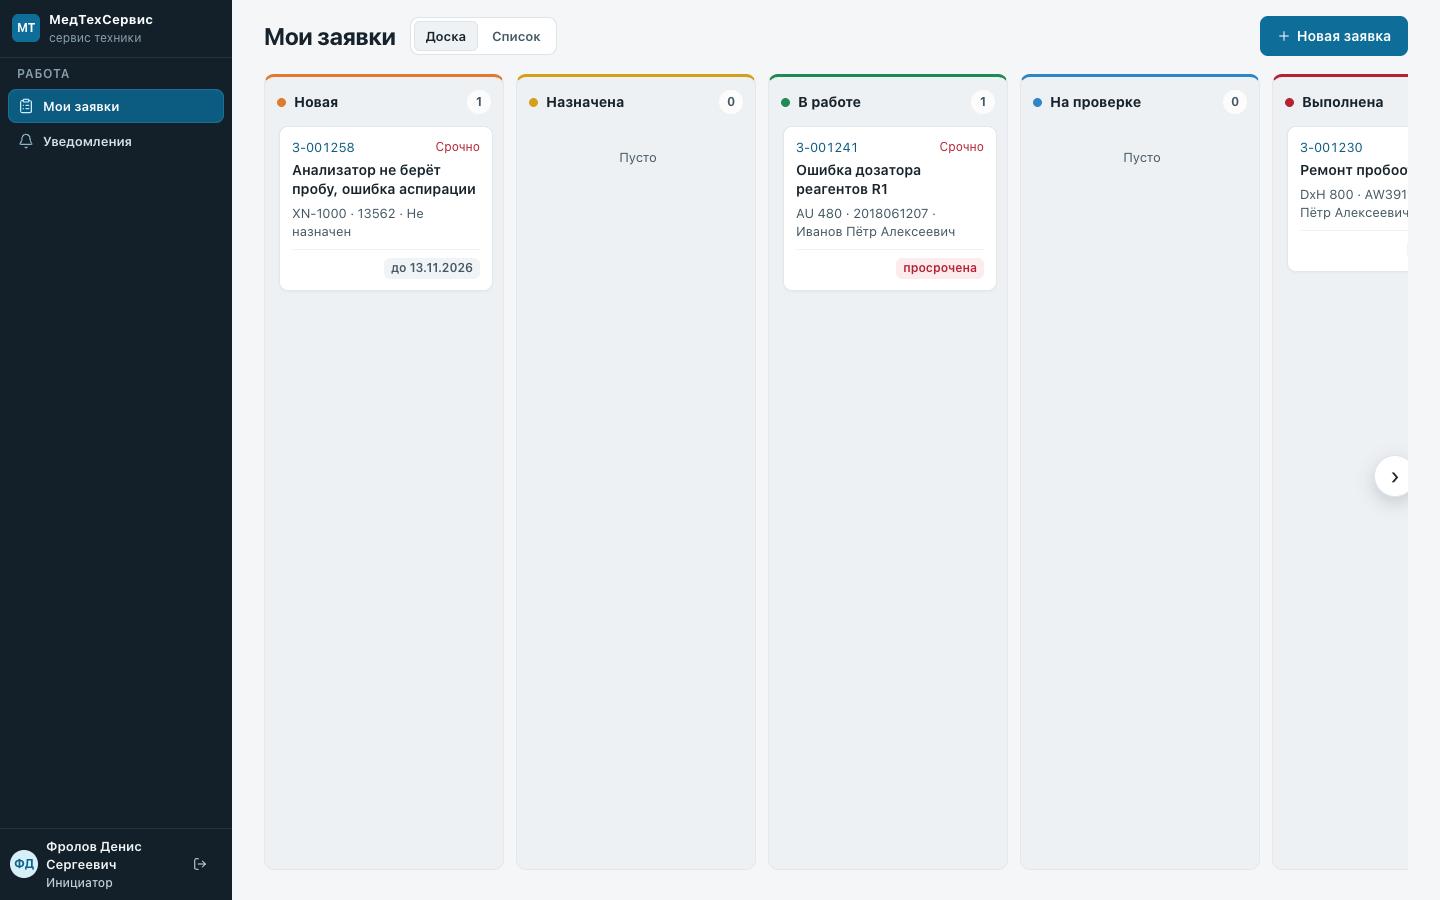 МТ
МедТехСервис
сервис техники
РАБОТА
Мои заявки
Уведомления
Мои заявки
Доска
Список
+ Новая заявка
Новая
1
З-001258
Срочно
Анализатор не берёт
пробу, ошибка аспирации
XN-1000 · 13562 · Не
назначен
до 13.11.2026
Назначена
0
Пусто
В работе
1
З-001241
Срочно
Ошибка дозатора
реагентов R1
AU 480 · 2018061207 ·
Иванов Пётр Алексеевич
просрочена
На проверке
0
Пусто
Выполнена
З-001230
Ремонт
DxH 800 · AW391
Пётр Алексеевич
ФД
Фролов Денис
Сергеевич
Инициатор